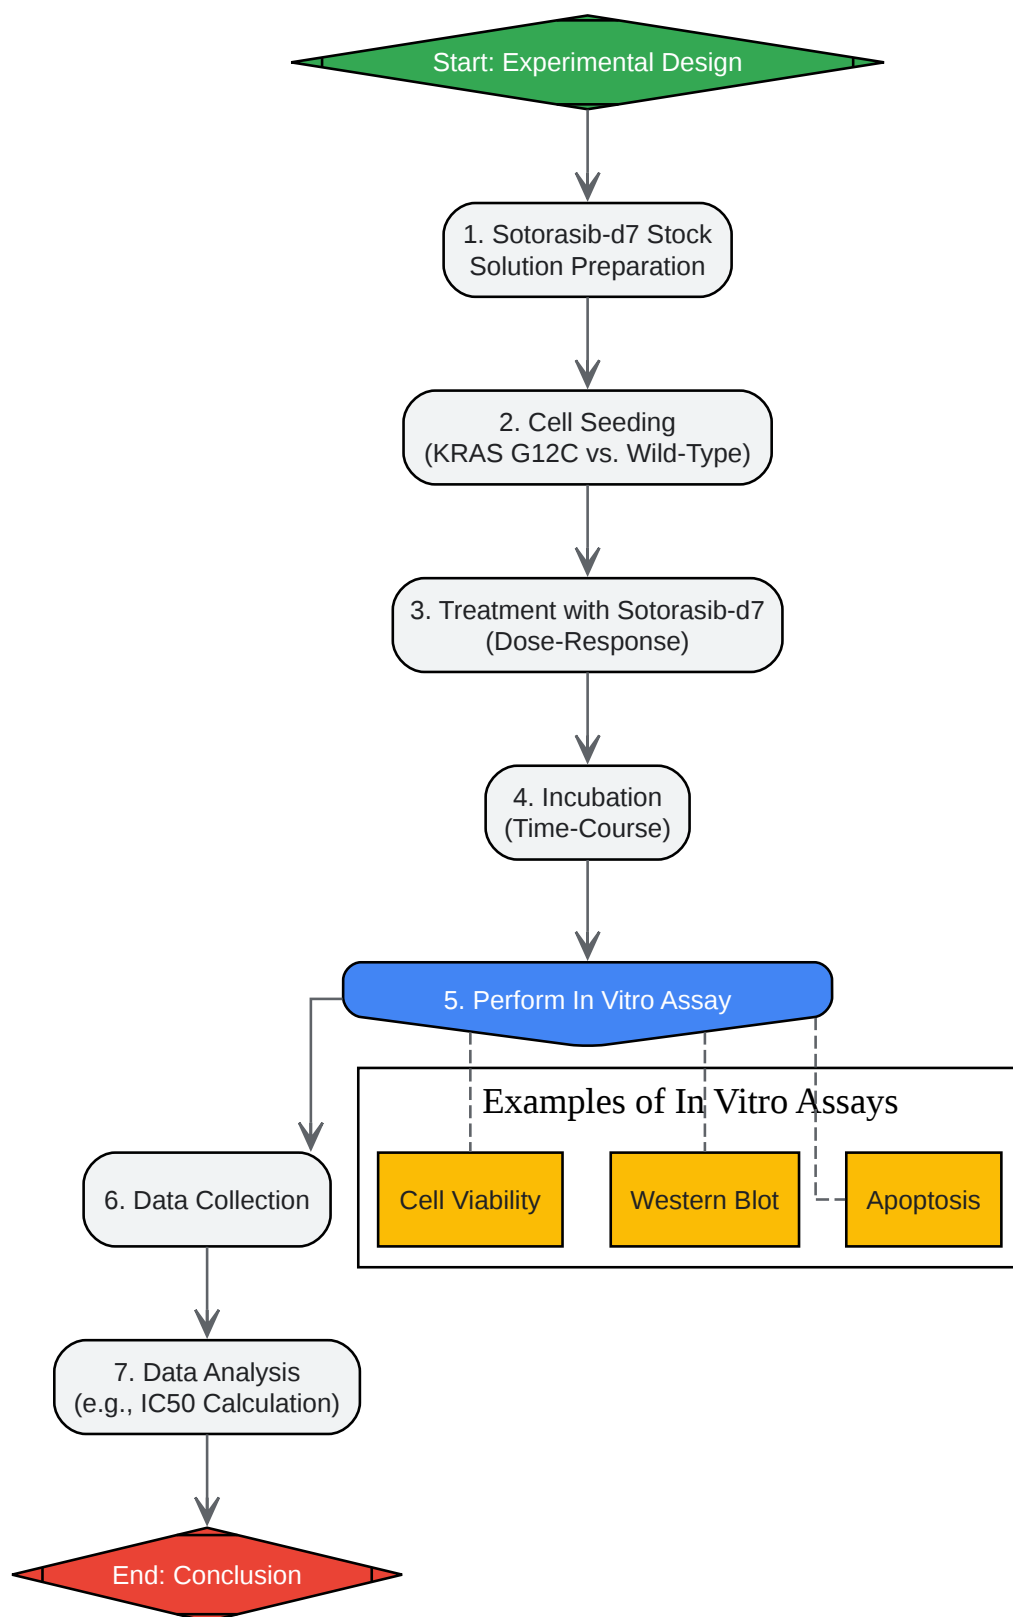 Start: Experimental Design
1. Sotorasib-d7 Stock
Solution Preparation
2. Cell Seeding
(KRAS G12C vs. Wild-Type)
3. Treatment with Sotorasib-d7
(Dose-Response)
4. Incubation
(Time-Course)
5. Perform In Vitro Assay
Examples of In Vitro Assays
6. Data Collection
Cell Viability
Western Blot
Apoptosis
7. Data Analysis
(e.g., IC50 Calculation)
End: Conclusion